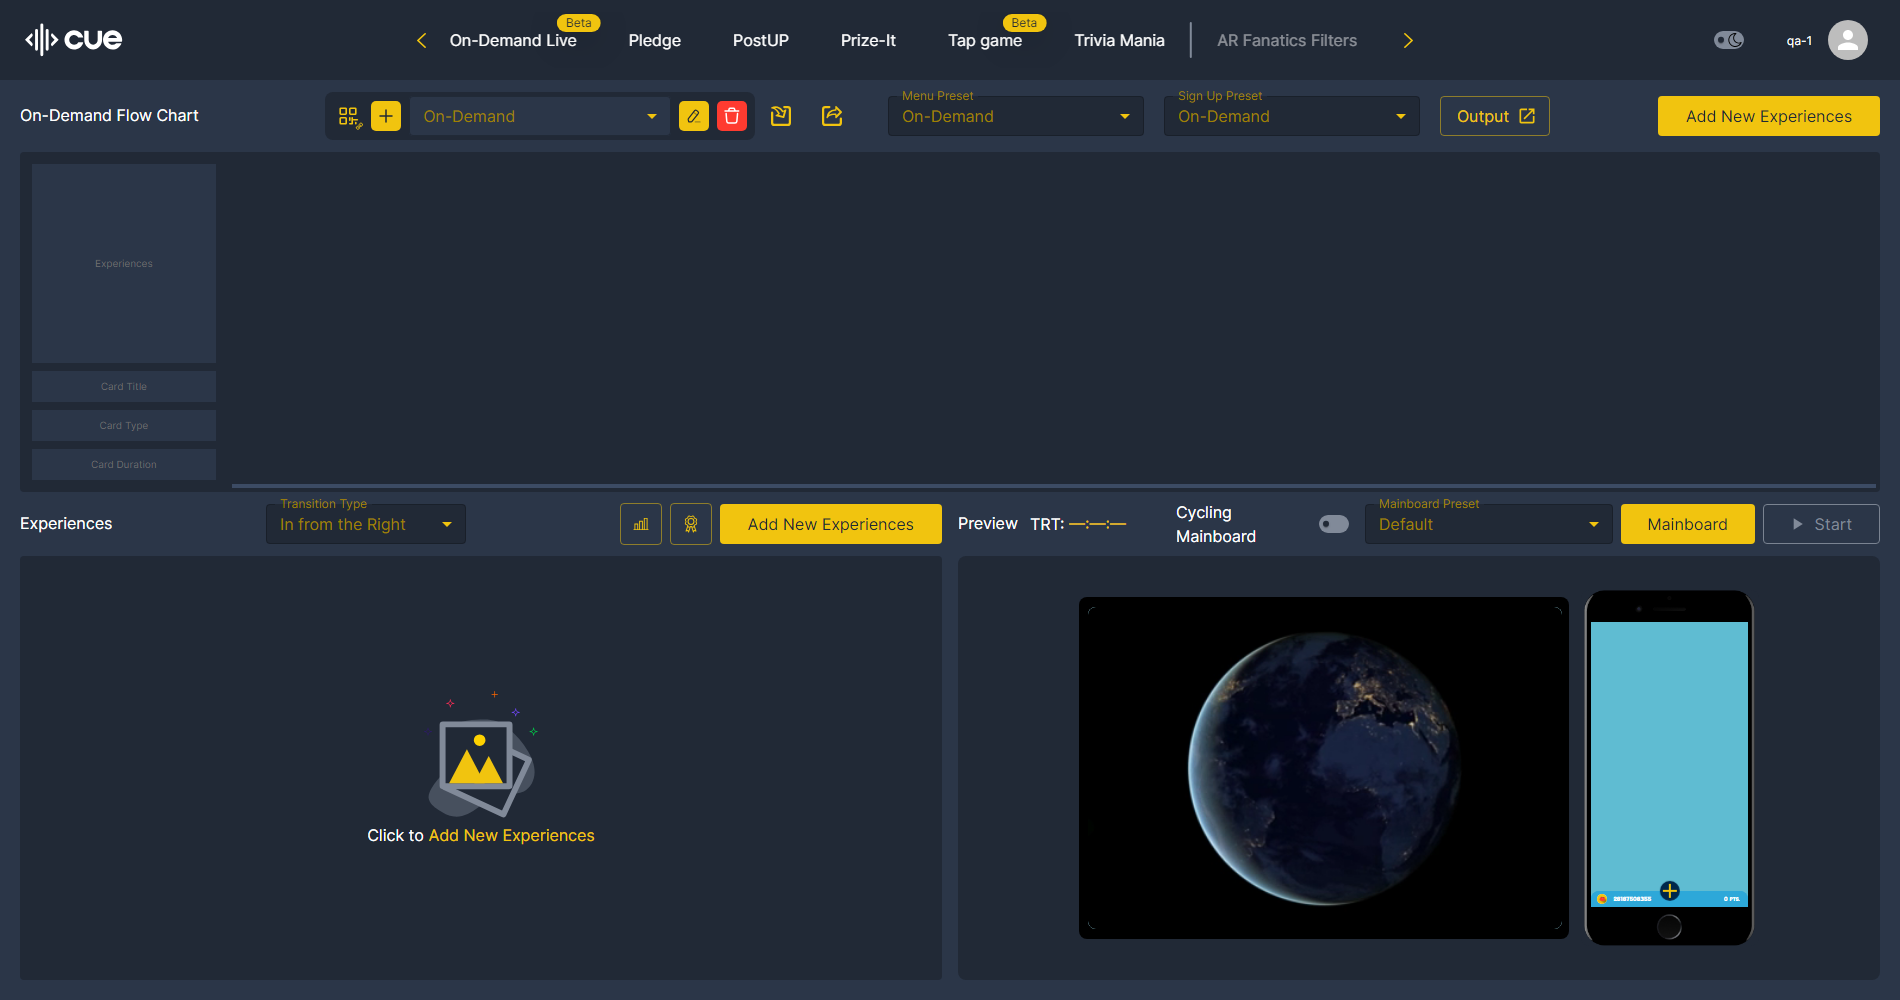 cue
On-Demand Live
Beta
Pledge
PostUP
Prize-It
Tap game
Beta
Trivia Mania
AR Fanatics Filters
qa-1
On-Demand Flow Chart
On-Demand
Menu Preset
On-Demand
Sign Up Preset
On-Demand
Output
Add New Experiences
Experiences
Card Title
Card Type
Card Duration
Experiences
Transition Type
In from the Right
Add New Experiences
Preview
TRT: —:—:—
Cycling
Mainboard
Mainboard Preset
Default
Mainboard
Start
Click to Add New Experiences
0 PTS.